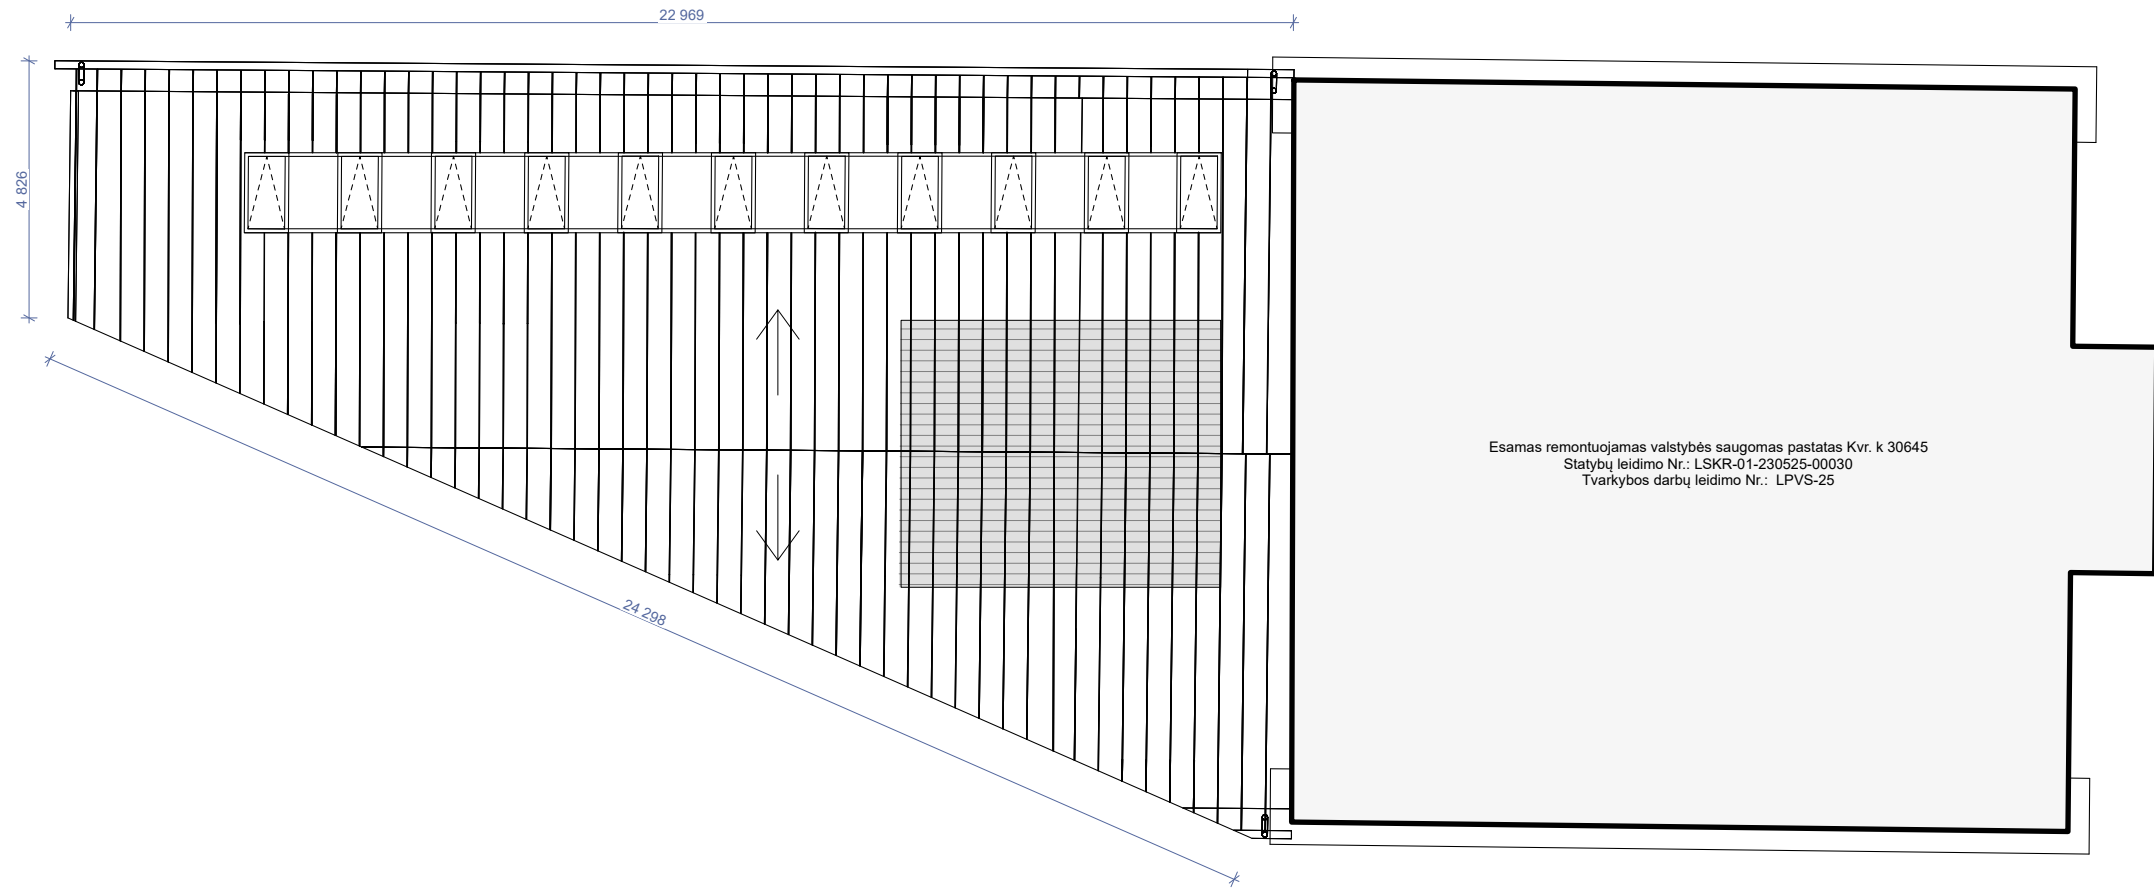 22 969
4 826
Esamas remontuojamas valstybės saugomas pastatas Kvr. k 30645
Statybų leidimo Nr.: LSKR-01-230525-00030
Tvarkybos darbų leidimo Nr.: LPVS-25
24 298